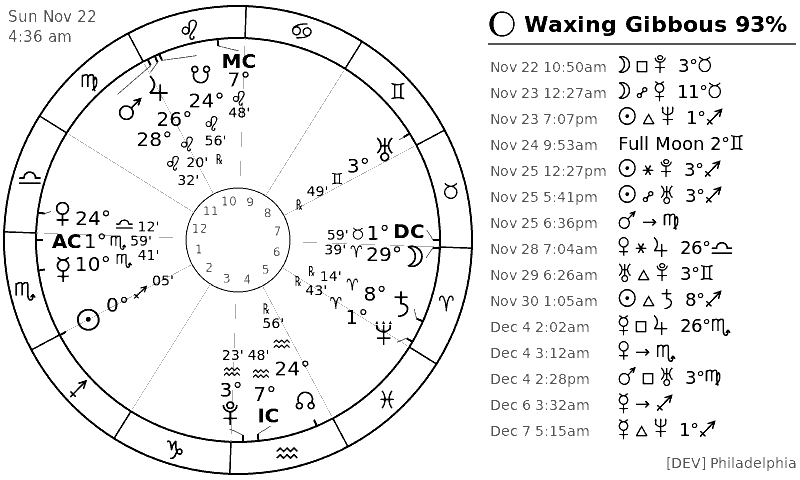 Sun Nov 22
4:36 am
MC
7°
♌
48'
☋
24°
♌
56'
♃
26°
♌
20' ℞
♂
28°
♌
32'
♅
3°
♊
49'
℞
59' ♉ 1° DC
39' ♈ 29° ☽
℞ 14' ♈ 8° ♄
℞ 43' ♈ 1° ♆
♀ 24° ♎ 12'
AC 1° ♏ 59'
☿ 10° ♏ 41'
☉ 0° ♐ 05'
℞
56'
♒
24°
☊
23'
♒
3°
♇
48'
♒
7°
IC
10 9
11 8
12 7
1 6
2 5
3 4
♌ ♋
♍ ♊
♎ ♉
♏ ♈
♐ ♓
♑ ♒
Waxing Gibbous 93%
Nov 22 10:50am ☽ □ ♇ 3°♉
Nov 23 12:27am ☽ ☍ ☿ 11°♉
Nov 23 7:07pm ☉ △ ♆ 1°♐
Nov 24 9:53am Full Moon 2°♊
Nov 25 12:27pm ☉ ⚹ ♇ 3°♐
Nov 25 5:41pm ☉ ☍ ♅ 3°♐
Nov 25 6:36pm ♂ → ♍
Nov 28 7:04am ♀ ⚹ ♃ 26°♎
Nov 29 6:26am ♅ △ ♇ 3°♊
Nov 30 1:05am ☉ △ ♄ 8°♐
Dec 4 2:02am ☿ □ ♃ 26°♏
Dec 4 3:12am ♀ → ♏
Dec 4 2:28pm ♂ □ ♅ 3°♍
Dec 6 3:32am ☿ → ♐
Dec 7 5:15am ☿ △ ♆ 1°♐
[DEV] Philadelphia